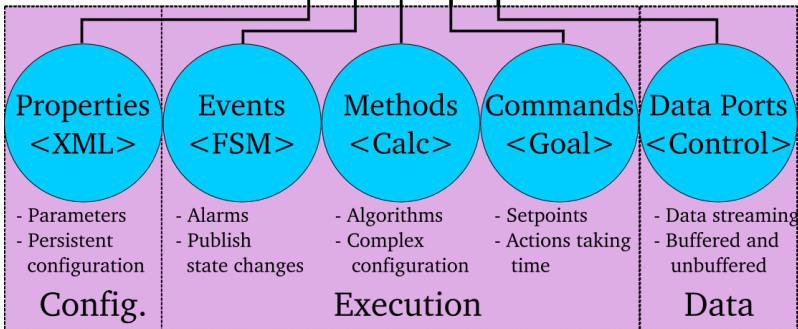 Properties
<XML>
- Parameters
- Persistent
configuration
Events
<FSM>
- Alarms
- Publish
state changes
Methods
<Calc>
- Algorithms
- Complex
configuration
Commands
<Goal>
- Setpoints
- Actions taking
time
Data Ports
<Control>
- Data streaming
- Buffered and
unbuffered
Config.
Execution
Data